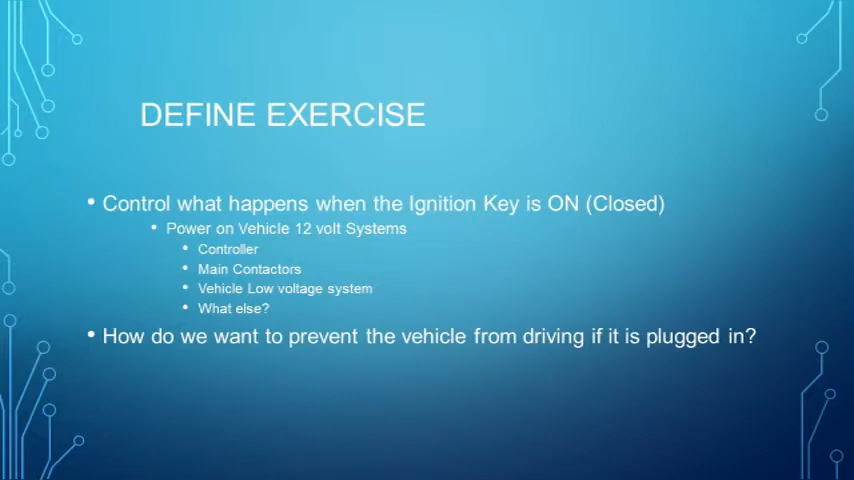 DEFINE EXERCISE
• Control what happens when the Ignition Key is ON (Closed)
• Power on Vehicle 12 volt Systems
• Controller
• Main Contactors
• Vehicle Low voltage system
• What else?
• How do we want to prevent the vehicle from driving if it is plugged in?